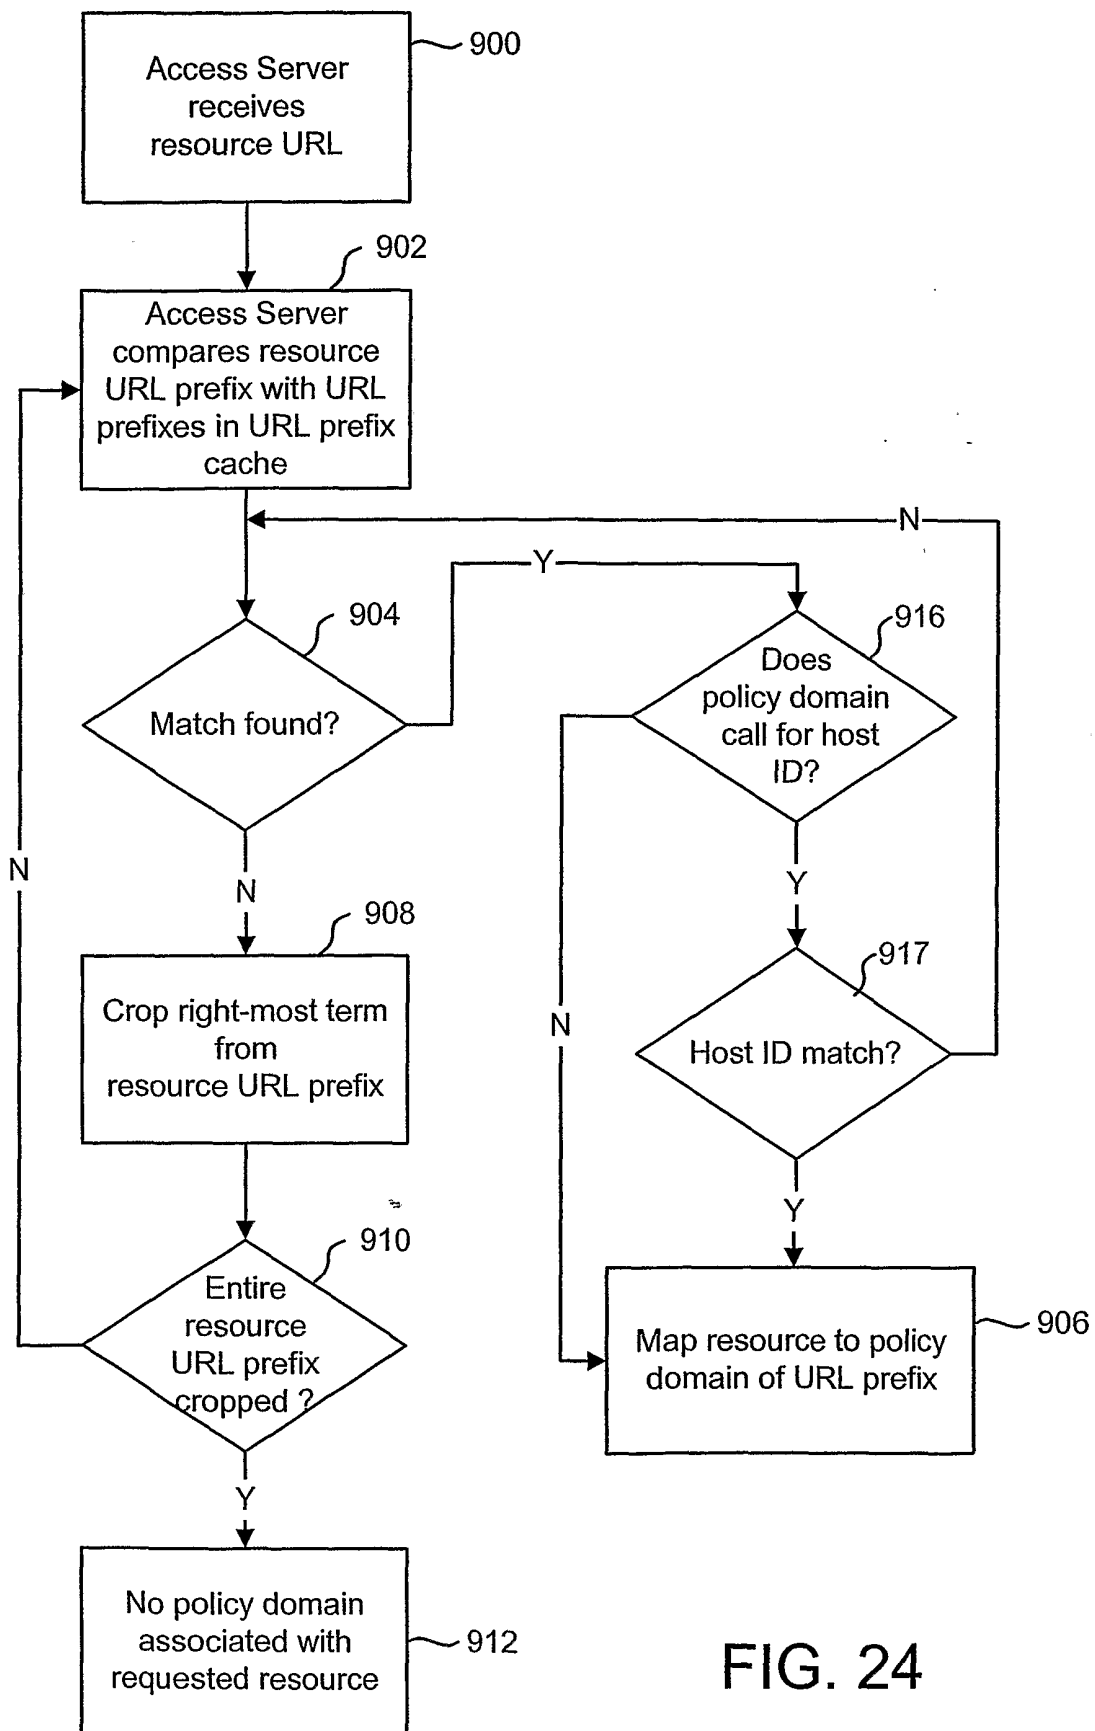 Access Server
receives
resource URL
900
902
Access Server
compares resource
URL prefix with URL
prefixes in URL prefix
cache
N
Y
904
Match found?
916
Does
policy domain
call for host
ID?
N
N
Y
908
917
Crop right-most term
from
resource URL prefix
N
Host ID match?
Y
910
Entire
resource
URL prefix
cropped ?
906
Map resource to policy
domain of URL prefix
Y
No policy domain
associated with
requested resource
912
FIG. 24